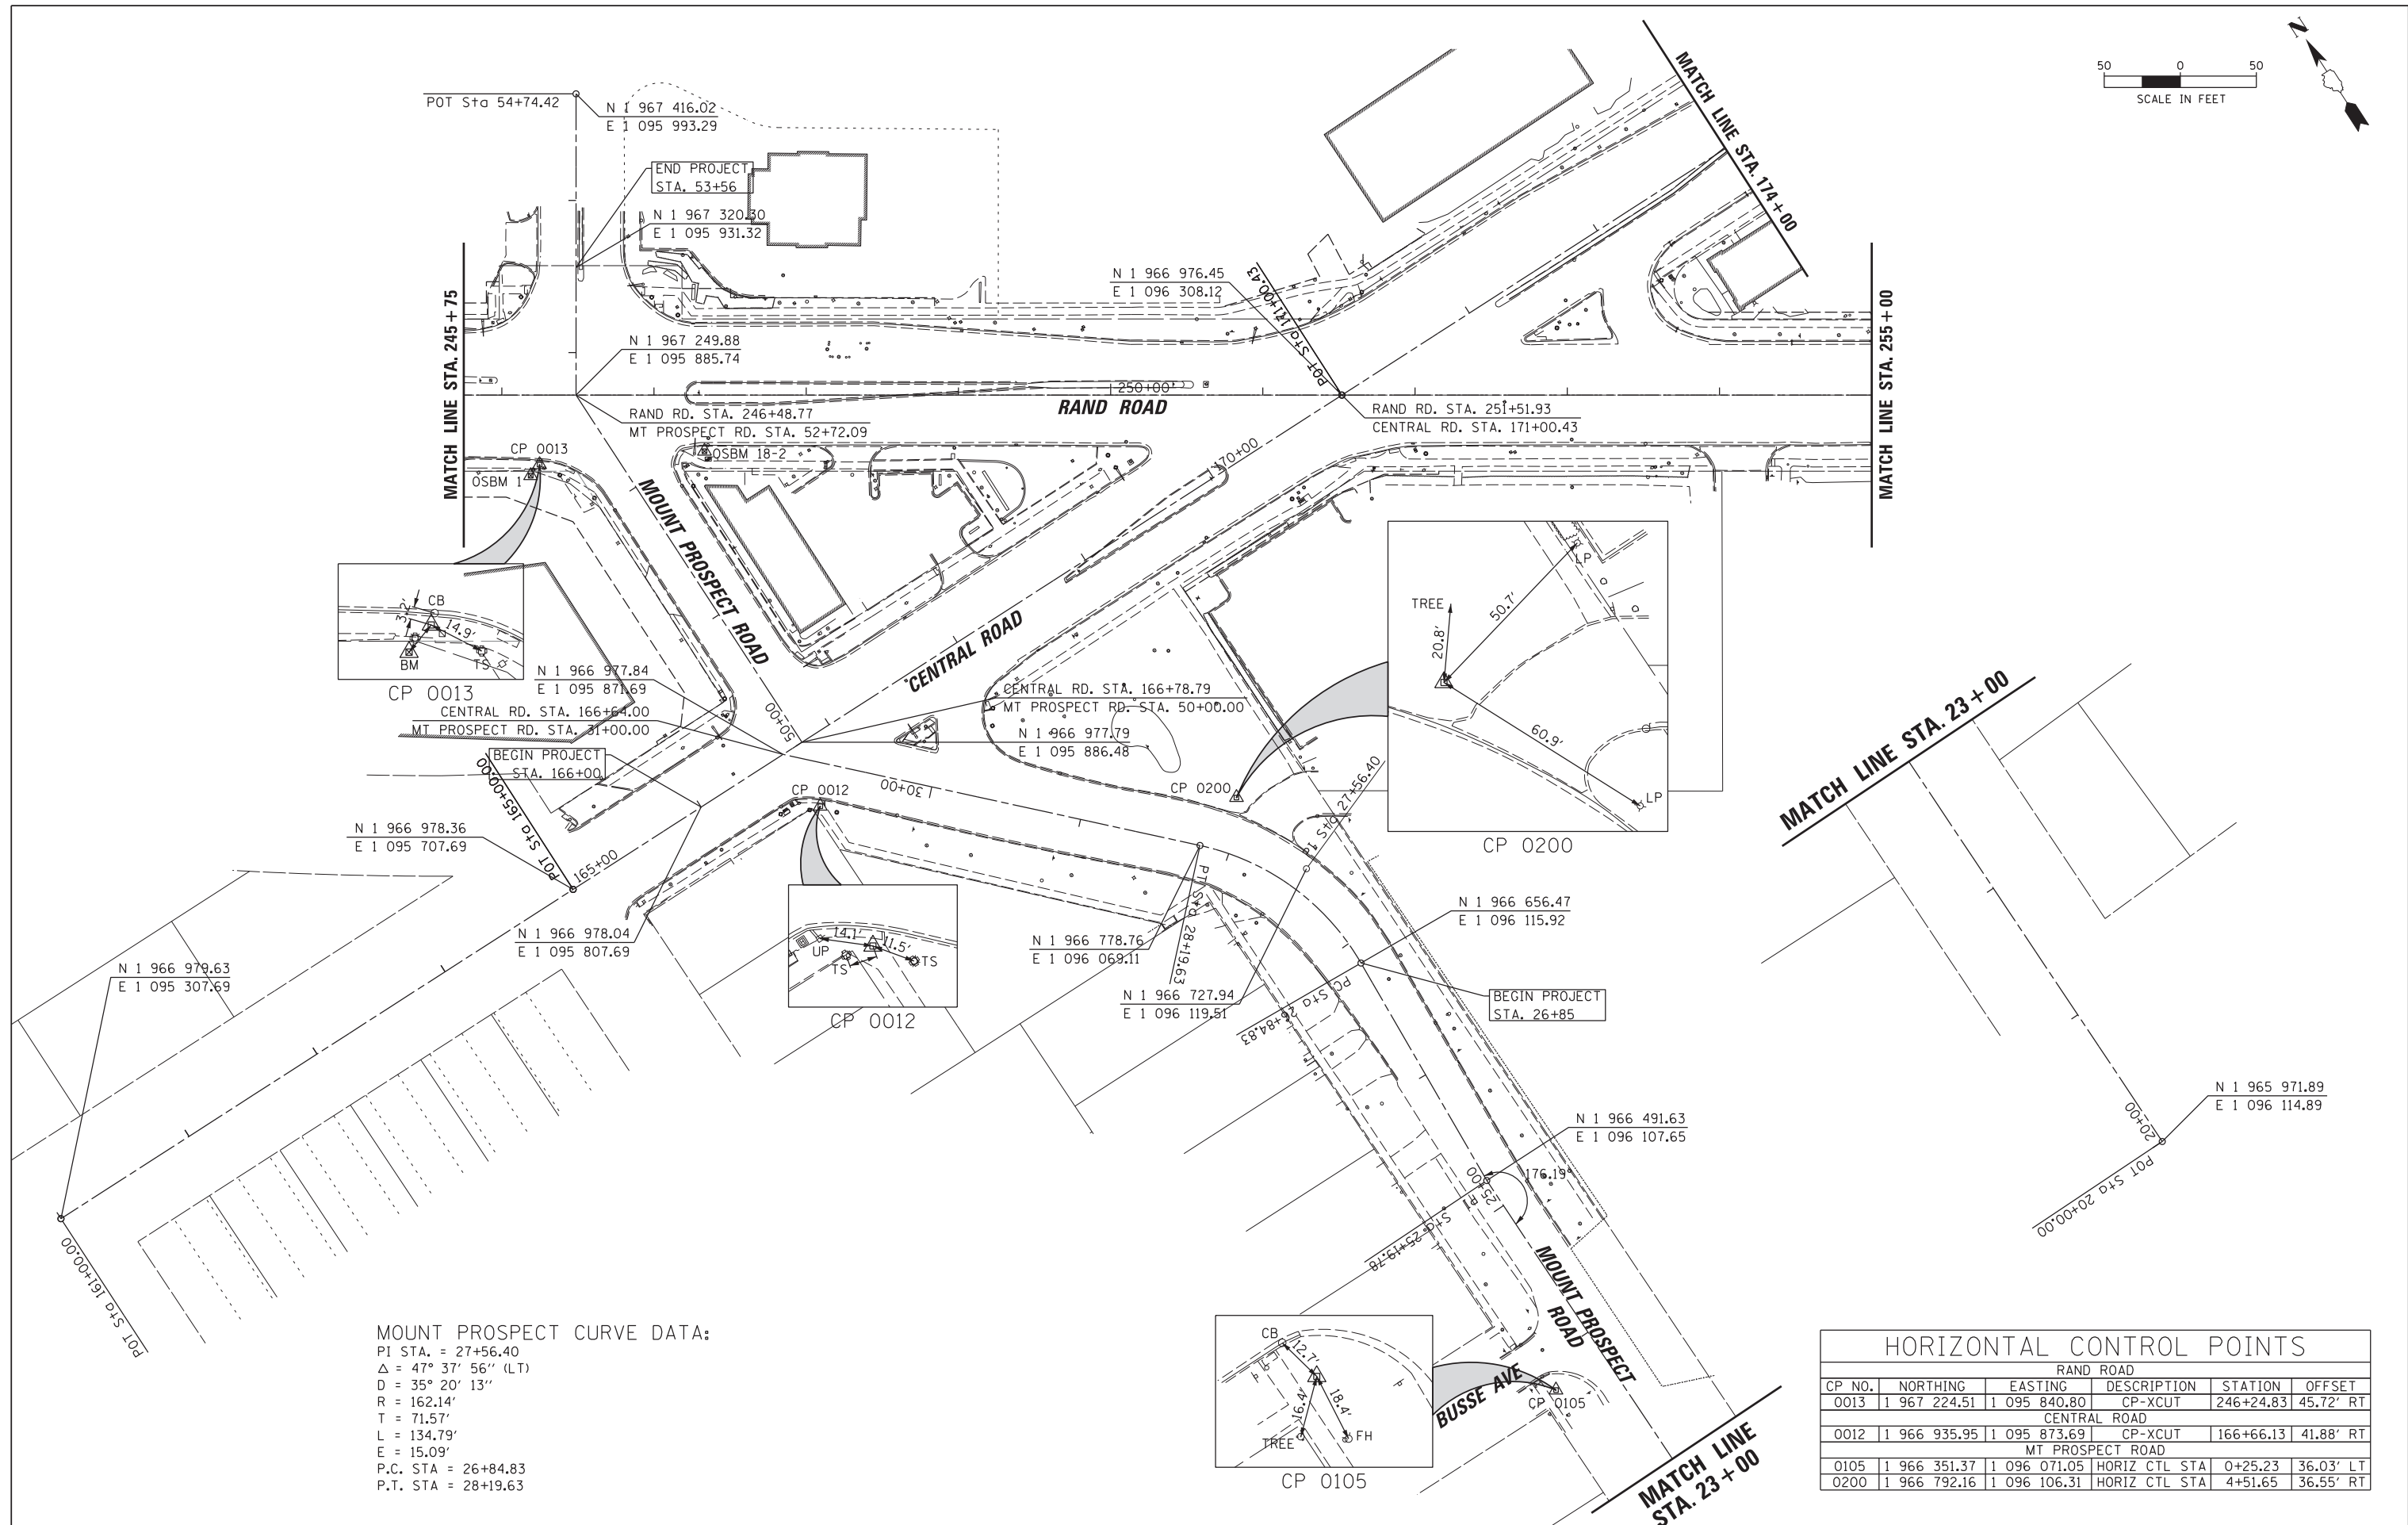 POT Sta 54+74.42
N 1 967 416.02
E 1 095 993.29
END PROJECT
STA. 53+56
N 1 967 320.30
E 1 095 931.32
MATCH LINE STA. 174+00
50 0 50
SCALE IN FEET
N
N 1 966 976.45
E 1 096 308.12
POT Sta 171+00.43
MATCH LINE STA. 245+75
N 1 967 249.88
E 1 095 885.74
MATCH LINE STA. 255+00
250+00
RAND ROAD
RAND RD. STA. 246+48.77
MT PROSPECT RD. STA. 52+72.09
RAND RD. STA. 251+51.93
CENTRAL RD. STA. 171+00.43
CP 0013
OSBM 1
OSBM 18-2
170+00
MOUNT PROSPECT ROAD
CENTRAL ROAD
CB
3.2'
14.9'
BM
TS
CP 0013
N 1 966 977.84
E 1 095 871.69
CENTRAL RD. STA. 166+64.00
MT PROSPECT RD. STA. 31+00.00
50+00
CENTRAL RD. STA. 166+78.79
MT PROSPECT RD. STA. 50+00.00
N 1 966 977.79
E 1 095 886.48
BEGIN PROJECT
STA. 166+00
POT Sta 165+00.00
165+00
N 1 966 978.36
E 1 095 707.69
CP 0012
30+00
CP 0200
PI Sta 27+56.40
LP
TREE
50.7'
20.8'
60.9'
LP
CP 0200
MATCH LINE STA. 23+00
N 1 966 978.04
E 1 095 807.69
14.1'
11.5'
UP
TS
TS
CP 0012
N 1 966 778.76
E 1 096 069.11
PT Sta 28+19.63
N 1 966 727.94
E 1 096 119.51
N 1 966 656.47
E 1 096 115.92
PC Sta 26+84.83
BEGIN PROJECT
STA. 26+85
N 1 966 979.63
E 1 095 307.69
POT Sta 161+00.00
N 1 966 491.63
E 1 096 107.65
176.19°
25+00
PI Sta 25+19.78
N 1 965 971.89
E 1 096 114.89
20+00
POT Sta 20+00.00
MOUNT PROSPECT
ROAD
BUSSE AVE
CP 0105
MATCH LINE
STA. 23+00
CB
12.7'
16.4'
18.4'
TREE
FH
CP 0105
MOUNT PROSPECT CURVE DATA:
PI STA. = 27+56.40
Δ = 47° 37' 56'' (LT)
D = 35° 20' 13''
R = 162.14'
T = 71.57'
L = 134.79'
E = 15.09'
P.C. STA = 26+84.83
P.T. STA = 28+19.63
HORIZONTAL CONTROL POINTS
RAND ROAD
CP NO. NORTHING EASTING DESCRIPTION STATION OFFSET
0013 1 967 224.51 1 095 840.80 CP-XCUT 246+24.83 45.72' RT
CENTRAL ROAD
0012 1 966 935.95 1 095 873.69 CP-XCUT 166+66.13 41.88' RT
MT PROSPECT ROAD
0105 1 966 351.37 1 096 071.05 HORIZ CTL STA 0+25.23 36.03' LT
0200 1 966 792.16 1 096 106.31 HORIZ CTL STA 4+51.65 36.55' RT